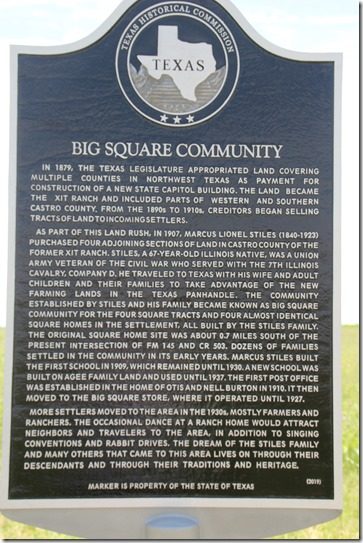 TEXAS HISTORICAL COMMISSION
TEXAS
BIG SQUARE COMMUNITY
IN 1879, THE TEXAS LEGISLATURE APPROPRIATED LAND COVERING
MULTIPLE COUNTIES IN NORTHWEST TEXAS AS PAYMENT FOR
CONSTRUCTION OF A NEW STATE CAPITOL BUILDING. THE LAND BECAME
THE XIT RANCH AND INCLUDED PARTS OF WESTERN AND SOUTHERN
CASTRO COUNTY. FROM THE 1890s TO 1910s, CREDITORS BEGAN SELLING
TRACTS OF LAND TO INCOMING SETTLERS.
AS PART OF THIS LAND RUSH, IN 1907, MARCUS LIONEL STILES (1840-1923)
PURCHASED FOUR ADJOINING SECTIONS OF LAND IN CASTRO COUNTY OF THE
FORMER XIT RANCH. STILES, A 67-YEAR-OLD ILLINOIS NATIVE, WAS A UNION
ARMY VETERAN OF THE CIVIL WAR WHO SERVED WITH THE 7TH ILLINOIS
CAVALRY, COMPANY D. HE TRAVELED TO TEXAS WITH HIS WIFE AND ADULT
CHILDREN AND THEIR FAMILIES TO TAKE ADVANTAGE OF THE NEW
FARMING LANDS IN THE TEXAS PANHANDLE. THE COMMUNITY
ESTABLISHED BY STILES AND HIS FAMILY BECAME KNOWN AS BIG SQUARE
COMMUNITY FOR THE FOUR SQUARE TRACTS AND FOUR ALMOST IDENTICAL
SQUARE HOMES IN THE SETTLEMENT, ALL BUILT BY THE STILES FAMILY.
THE ORIGINAL SQUARE HOME SITE WAS ABOUT 0.7 MILES SOUTH OF THE
PRESENT INTERSECTION OF FM 145 AND CR 503. DOZENS OF FAMILIES
SETTLED IN THE COMMUNITY IN ITS EARLY YEARS. MARCUS STILES BUILT
THE FIRST SCHOOL IN 1909, WHICH REMAINED UNTIL 1930. A NEW SCHOOL WAS
BUILT ON AGEE FAMILY LAND AND USED UNTIL 1937. THE FIRST POST OFFICE
WAS ESTABLISHED IN THE HOME OF OTIS AND NELL BURTON IN 1910. IT THEN
MOVED TO THE BIG SQUARE STORE, WHERE IT OPERATED UNTIL 1927.
MORE SETTLERS MOVED TO THE AREA IN THE 1930s, MOSTLY FARMERS AND
RANCHERS. THE OCCASIONAL DANCE AT A RANCH HOME WOULD ATTRACT
NEIGHBORS AND TRAVELERS TO THE AREA, IN ADDITION TO SINGING
CONVENTIONS AND RABBIT DRIVES. THE DREAM OF THE STILES FAMILY
AND MANY OTHERS THAT CAME TO THIS AREA LIVES ON THROUGH THEIR
DESCENDANTS AND THROUGH THEIR TRADITIONS AND HERITAGE.
(2019)
MARKER IS PROPERTY OF THE STATE OF TEXAS